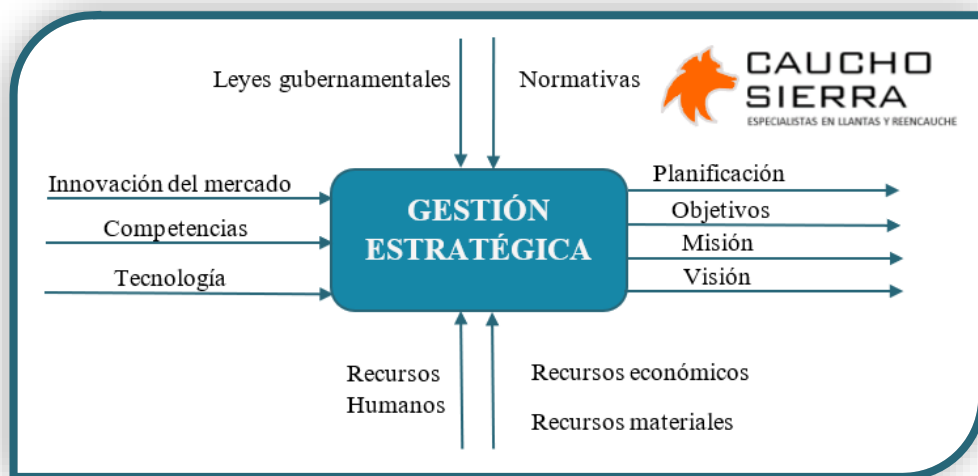 Leyes gubernamentales
Normativas
CAUCHO
SIERRA
ESPECIALISTAS EN LLANTAS Y REENCAUCHE
Innovación del mercado
Competencias
Tecnología
GESTIÓN
ESTRATÉGICA
Planificación
Objetivos
Misión
Visión
Recursos
Humanos
Recursos económicos
Recursos materiales